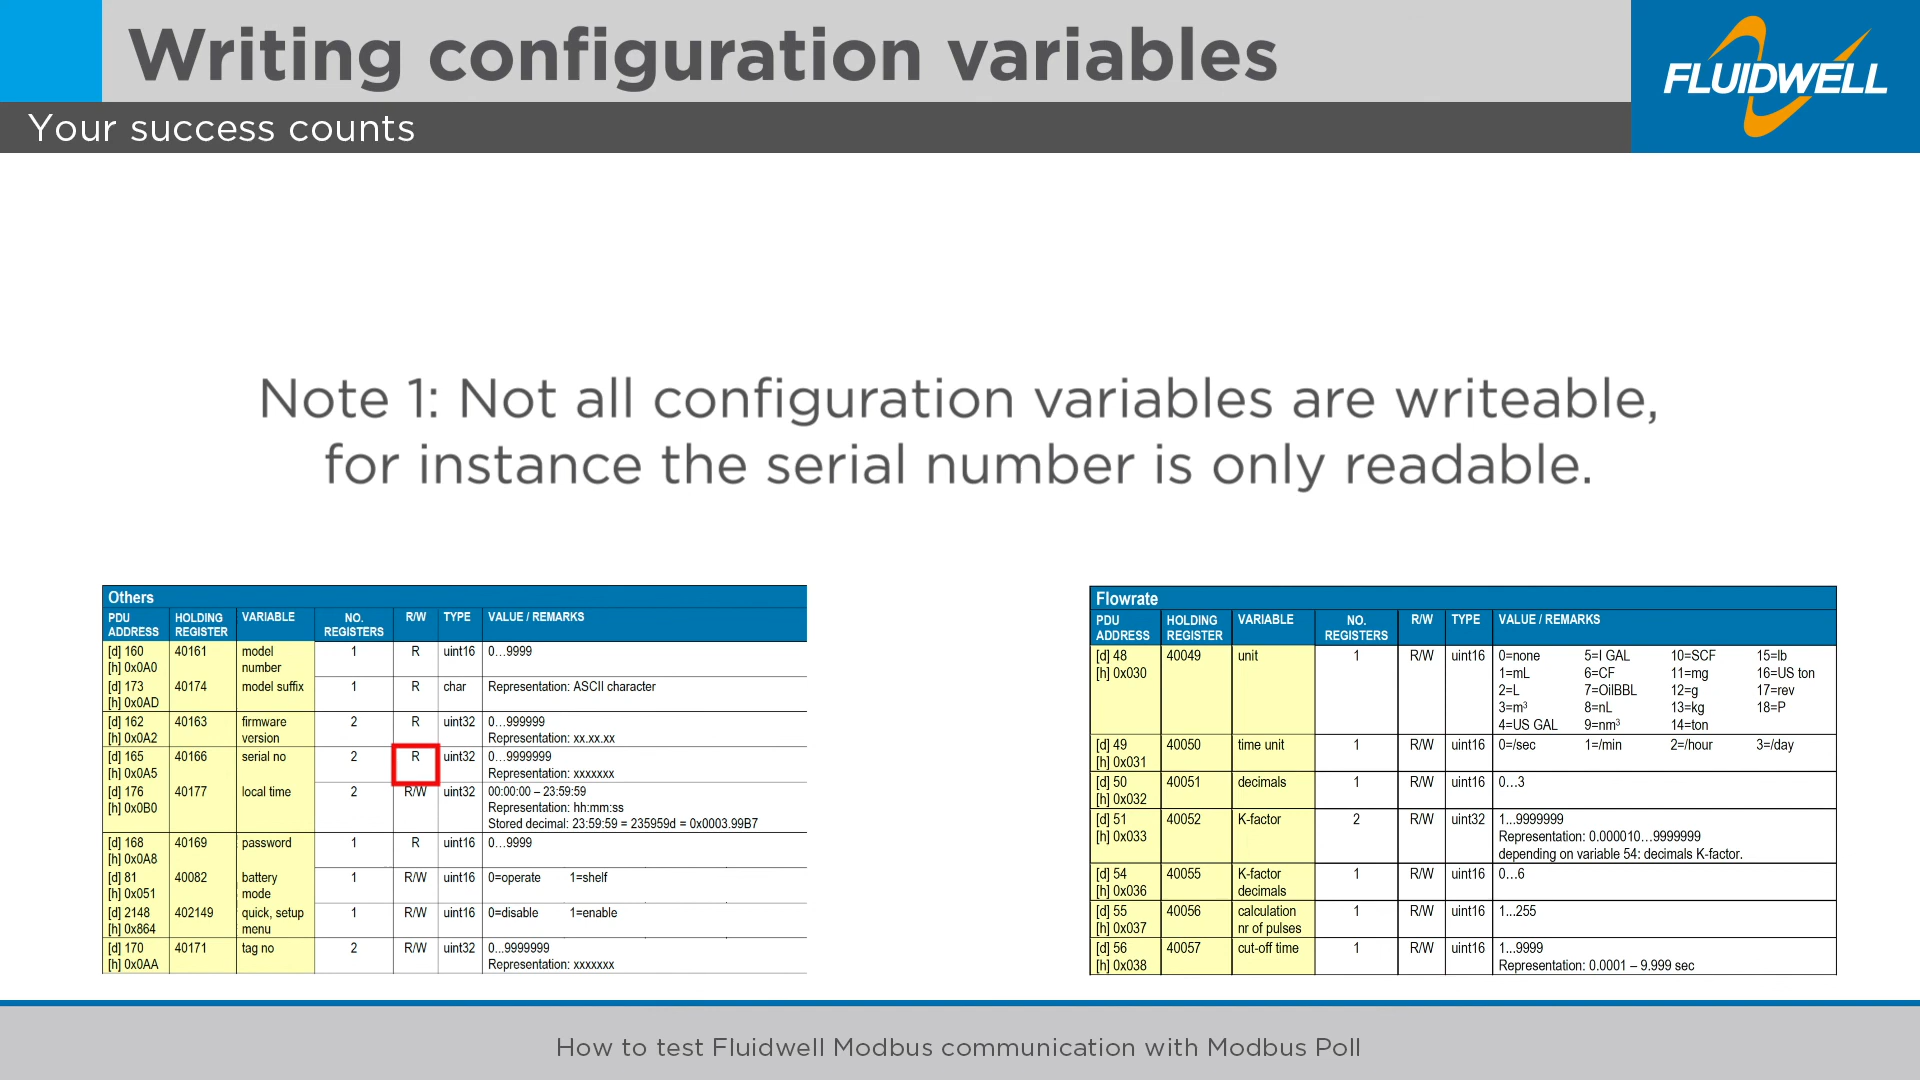 Writing configuration variables
FLUIDWELL
Your success counts
Note 1: Not all configuration variables are writeable,
for instance the serial number is only readable.
Others
PDU ADDRESS HOLDING REGISTER VARIABLE NO. REGISTERS R/W TYPE VALUE / REMARKS
[d] 160 40161 model 1 R uint16 0…9999
[h] 0x0A0 number
[d] 173 40174 model suffix 1 R char Representation: ASCII character
[h] 0x0AD
[d] 162 40163 firmware 2 R uint32 0…999999
[h] 0x0A2 version Representation: xx.xx.xx
[d] 165 40166 serial no 2 R uint32 0…9999999
[h] 0x0A5 Representation: xxxxxxx
[d] 176 40177 local time 2 R/W uint32 00:00:00 – 23:59:59
[h] 0x0B0 Representation: hh:mm:ss
Stored decimal: 23:59:59 = 235959d = 0x0003.99B7
[d] 168 40169 password 1 R uint16 0…9999
[h] 0x0A8
[d] 81 40082 battery 1 R/W uint16 0=operate 1=shelf
[h] 0x051 mode
[d] 2148 402149 quick, setup 1 R/W uint16 0=disable 1=enable
[h] 0x864 menu
[d] 170 40171 tag no 2 R/W uint32 0...9999999
[h] 0x0AA Representation: xxxxxxx
Flowrate
PDU ADDRESS HOLDING REGISTER VARIABLE NO. REGISTERS R/W TYPE VALUE / REMARKS
[d] 48 40049 unit 1 R/W uint16 0=none 5=I GAL 10=SCF 15=lb
[h] 0x030 1=mL 6=CF 11=mg 16=US ton
2=L 7=OilBBL 12=g 17=rev
3=m³ 8=nL 13=kg 18=P
4=US GAL 9=nm³ 14=ton
[d] 49 40050 time unit 1 R/W uint16 0=/sec 1=/min 2=/hour 3=/day
[h] 0x031
[d] 50 40051 decimals 1 R/W uint16 0…3
[h] 0x032
[d] 51 40052 K-factor 2 R/W uint32 1...9999999
[h] 0x033 Representation: 0.000010…9999999
depending on variable 54: decimals K-factor.
[d] 54 40055 K-factor 1 R/W uint16 0…6
[h] 0x036 decimals
[d] 55 40056 calculation 1 R/W uint16 1...255
[h] 0x037 nr of pulses
[d] 56 40057 cut-off time 1 R/W uint16 1...9999
[h] 0x038 Representation: 0.0001 – 9.999 sec
How to test Fluidwell Modbus communication with Modbus Poll